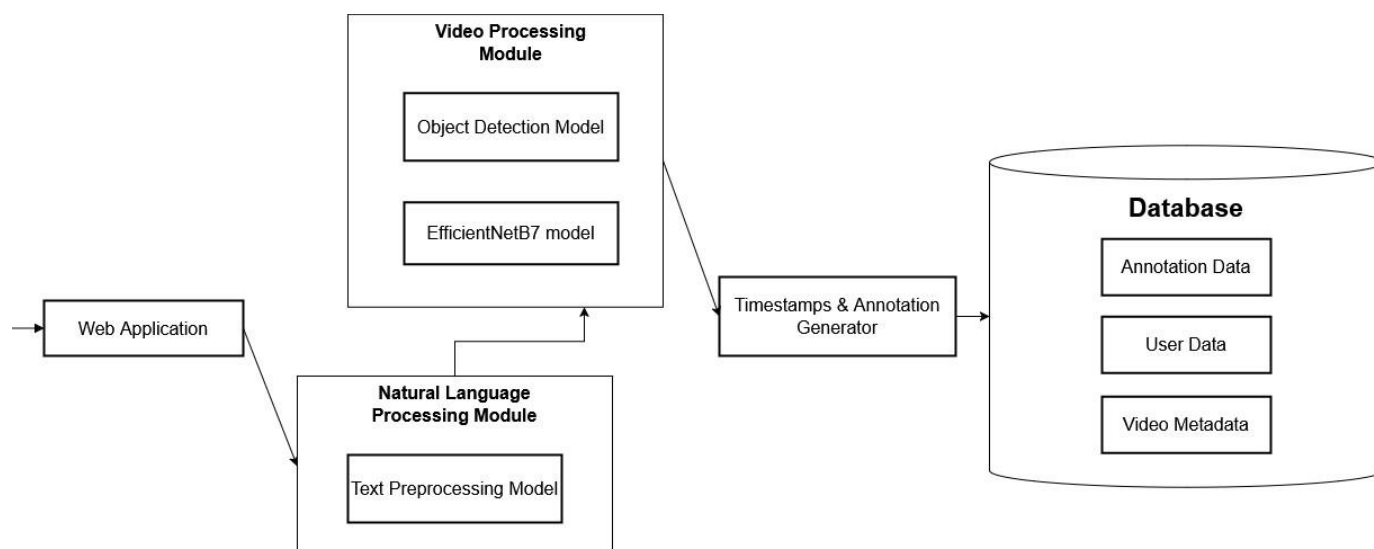 Video Processing
Module
Object Detection Model
EfficientNetB7 model
Web Application
Natural Language
Processing Module
Text Preprocessing Model
Timestamps & Annotation
Generator
Database
Annotation Data
User Data
Video Metadata